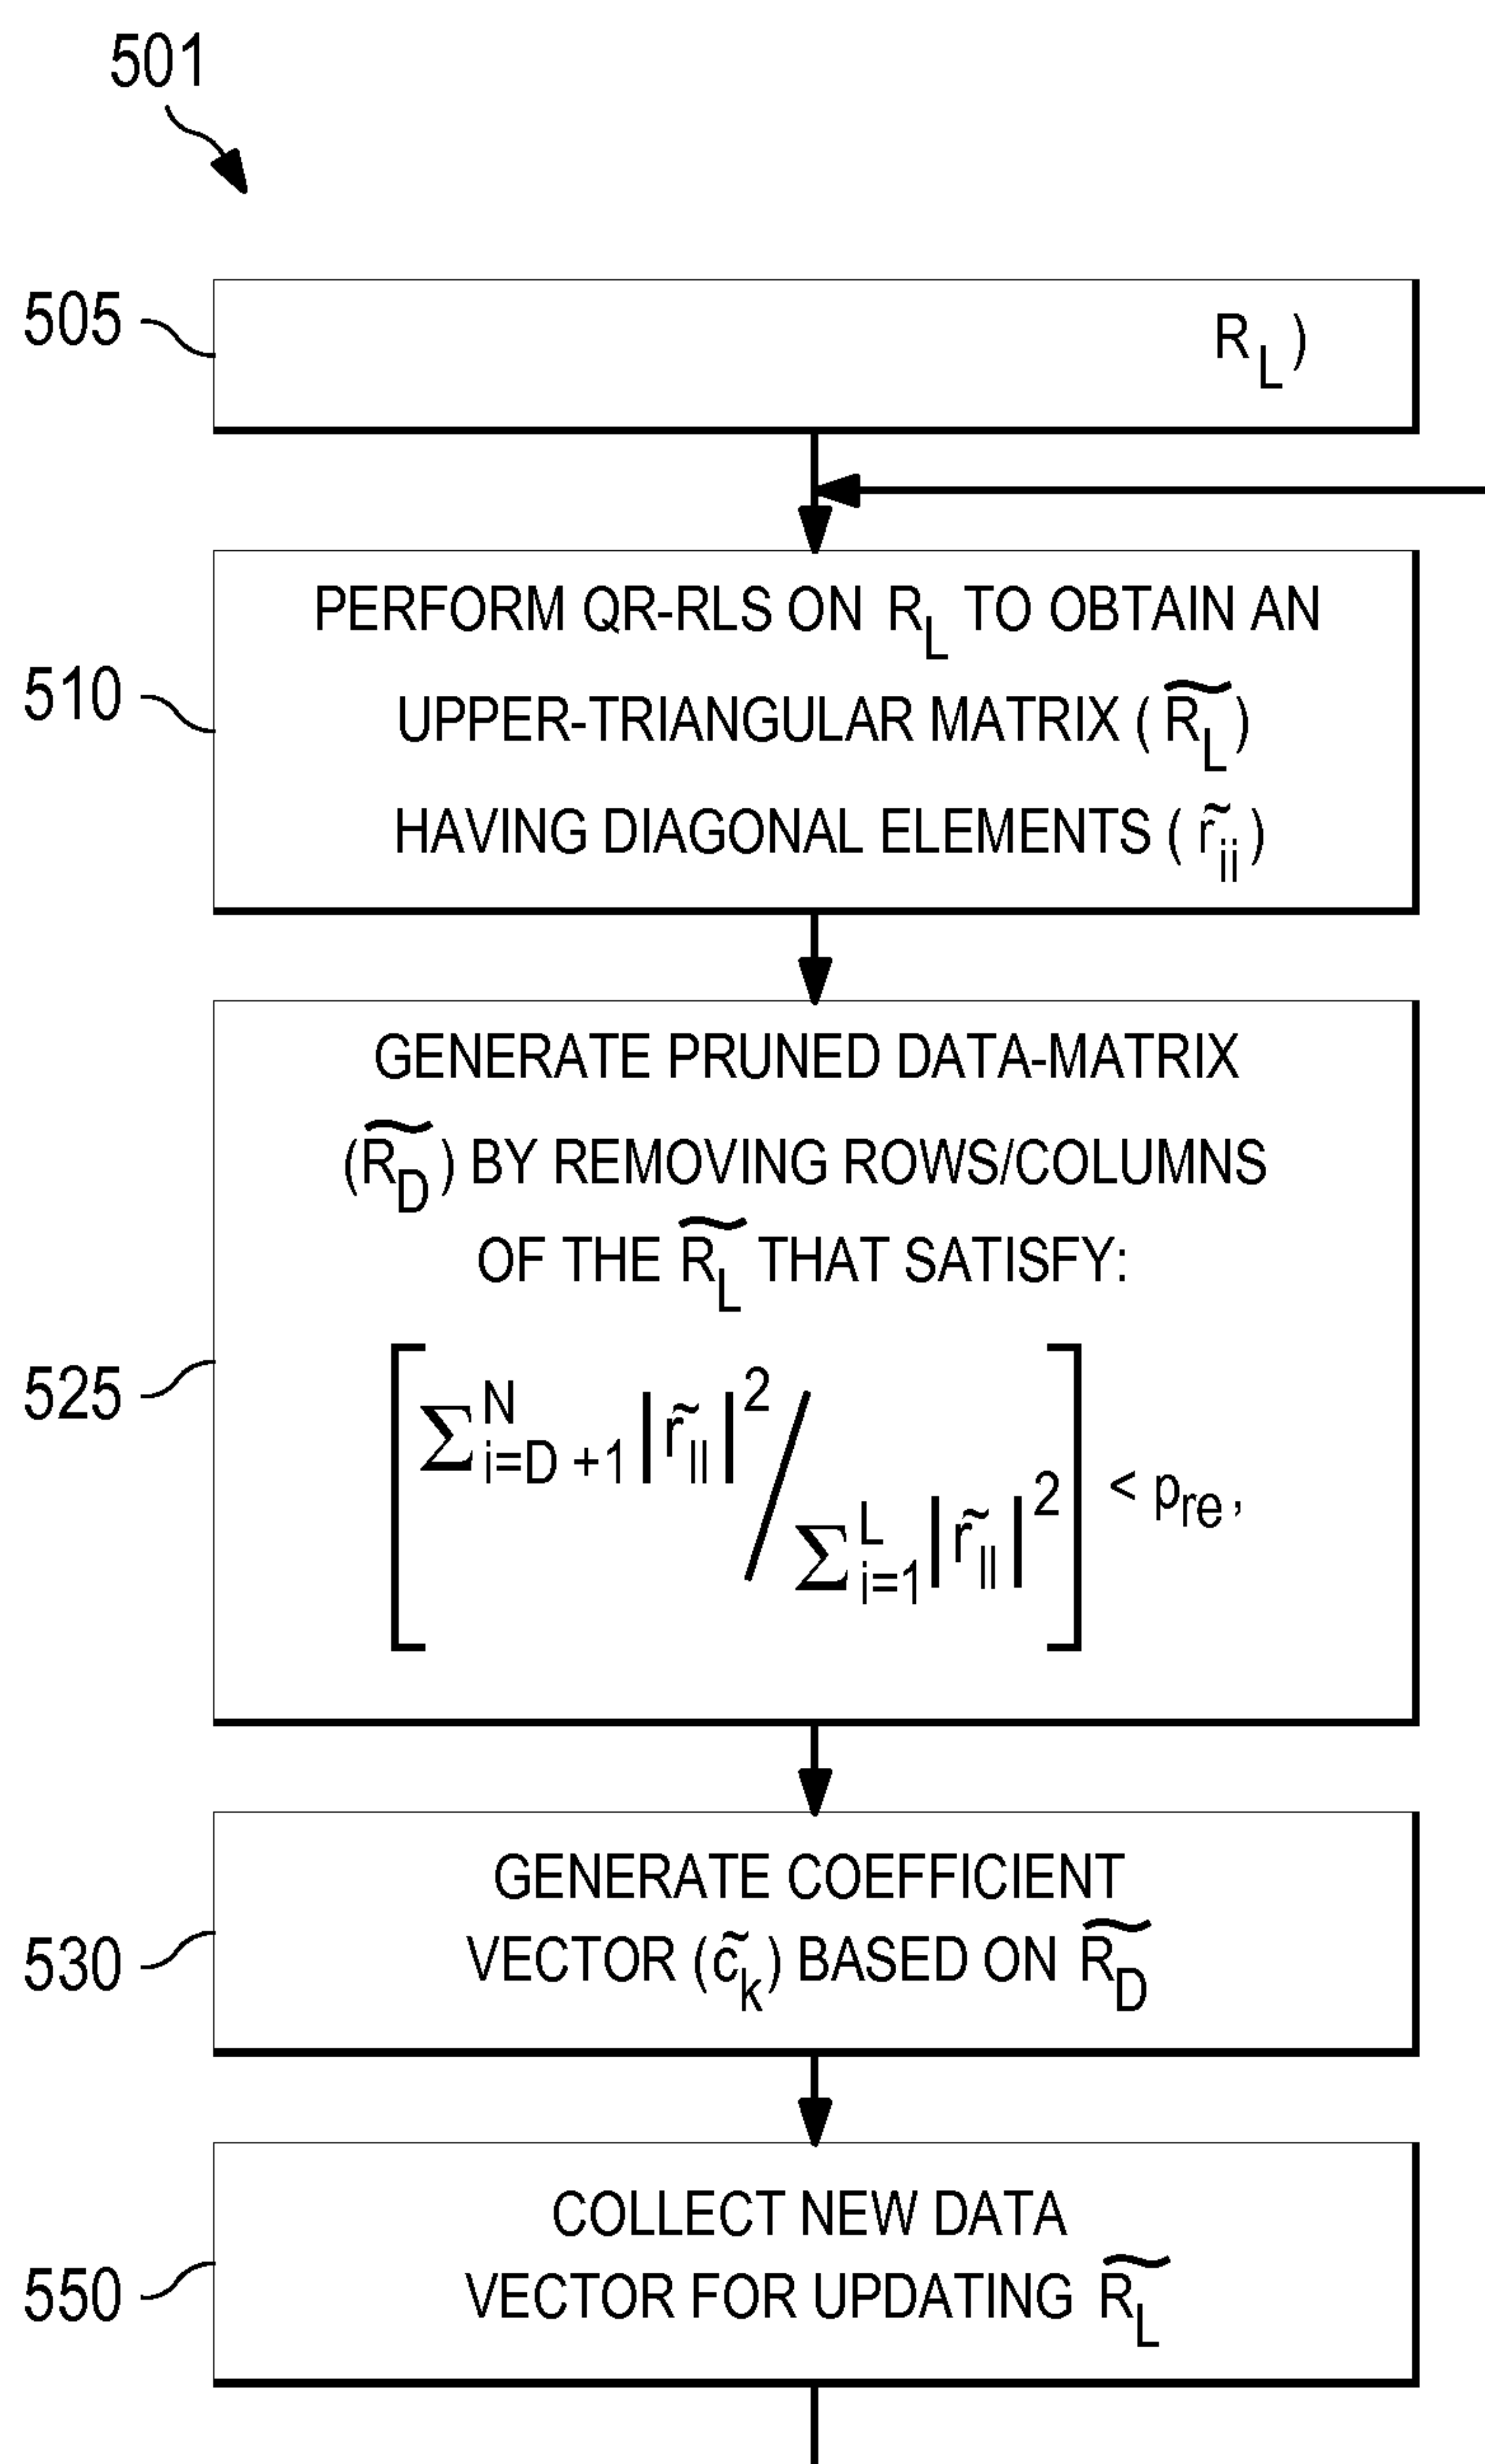 501
505
R_L )
510
PERFORM QR-RLS ON R_L TO OBTAIN AN
UPPER-TRIANGULAR MATRIX ( R̃_L )
HAVING DIAGONAL ELEMENTS ( r̃_ii )
525
GENERATE PRUNED DATA-MATRIX
( R̃_D ) BY REMOVING ROWS/COLUMNS
OF THE R̃_L THAT SATISFY:
[ Σ^N_{i=D +1} | r̃_{||} |^2 / Σ^L_{i=1} | r̃_{||} |^2 ] < p_re,
530
GENERATE COEFFICIENT
VECTOR ( c̃_k ) BASED ON R̃_D
550
COLLECT NEW DATA
VECTOR FOR UPDATING R̃_L